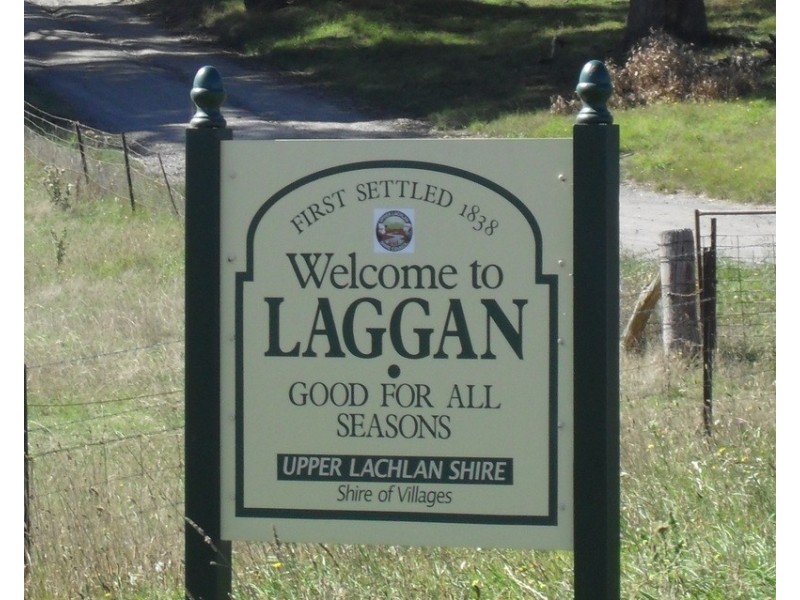 FIRST SETTLED 1838
Welcome to
LAGGAN
GOOD FOR ALL
SEASONS
UPPER LACHLAN SHIRE
Shire of Villages